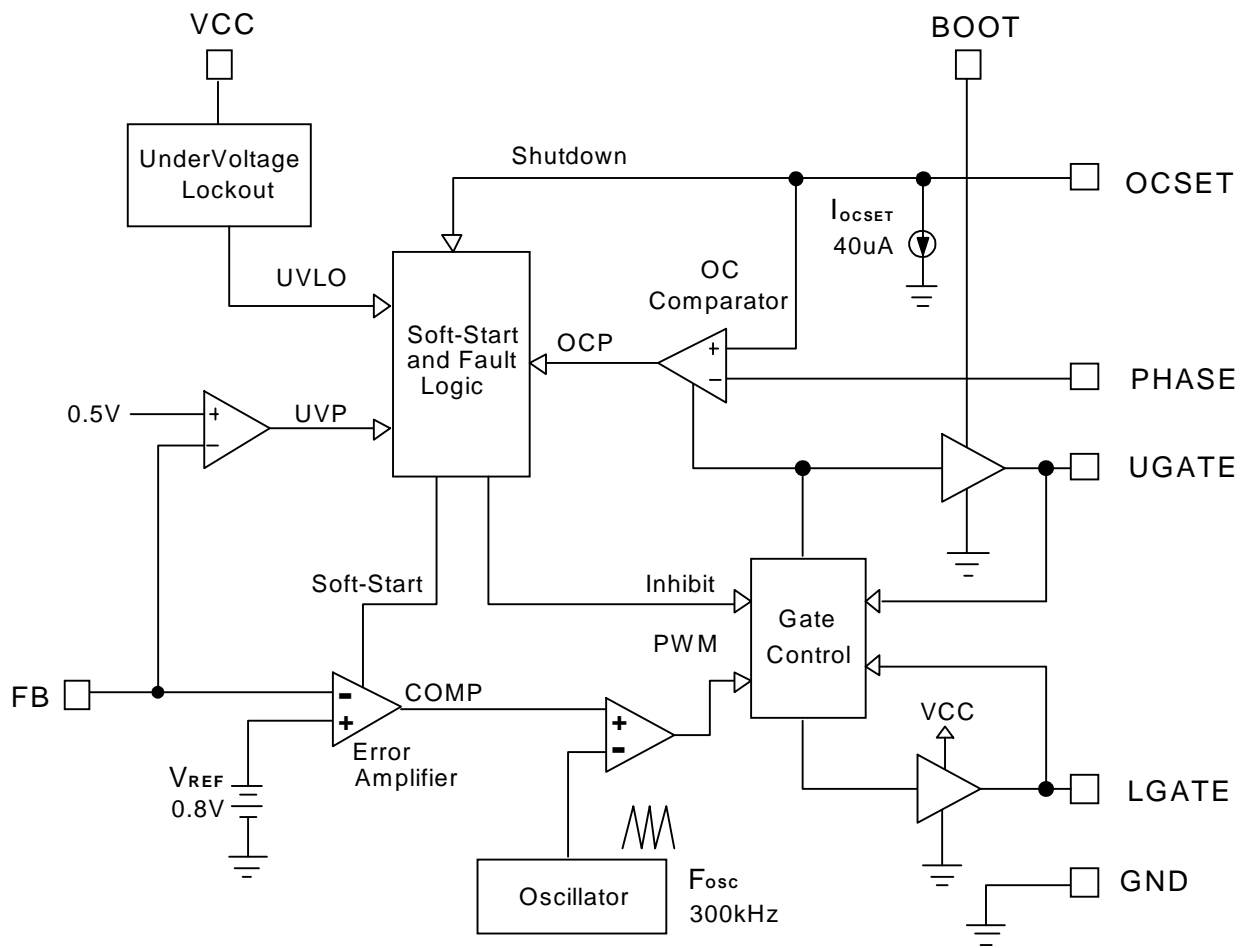 VCC
BOOT
UnderVoltage
Lockout
Shutdown
OCSET
IOCSET
40uA
UVLO
OC
Comparator
Soft-Start
and Fault
Logic
OCP
+
−
PHASE
0.5V
+
−
UVP
UGATE
Soft-Start
Inhibit
Gate
Control
PWM
FB
-
+
COMP
Error
Amplifier
+
-
VCC
VREF
0.8V
LGATE
Oscillator
FOSC
300kHz
GND